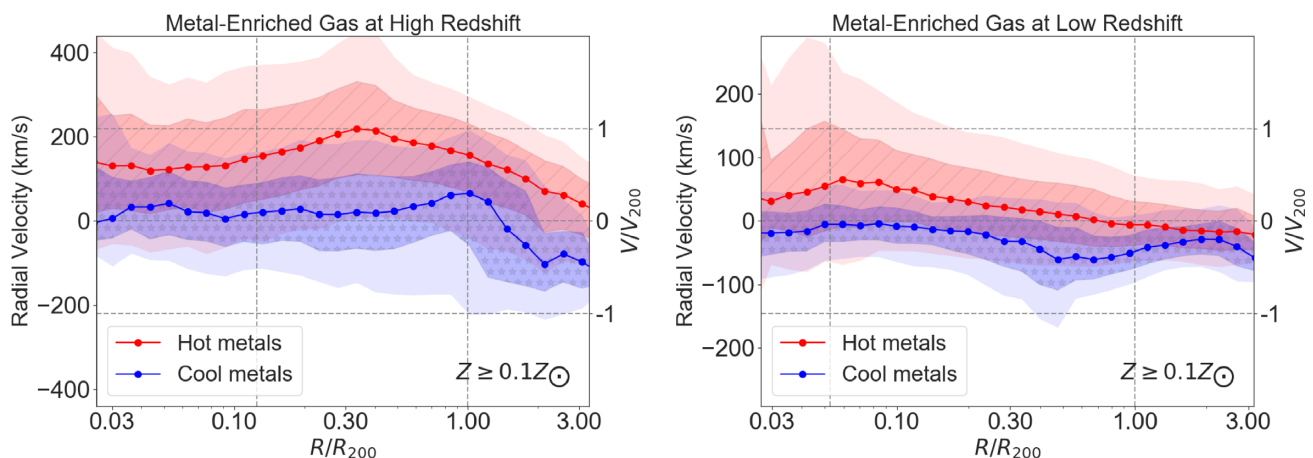 Metal-Enriched Gas at High Redshift
400
200
0
−200
−400
Radial Velocity (km/s)
1
0
-1
V/V200
Hot metals
Cool metals
Z ≥ 0.1Z⊙
0.03 0.10 0.30 1.00 3.00
R/R200
Metal-Enriched Gas at Low Redshift
200
100
0
−100
−200
Radial Velocity (km/s)
1
0
-1
V/V200
Hot metals
Cool metals
Z ≥ 0.1Z⊙
0.03 0.10 0.30 1.00 3.00
R/R200